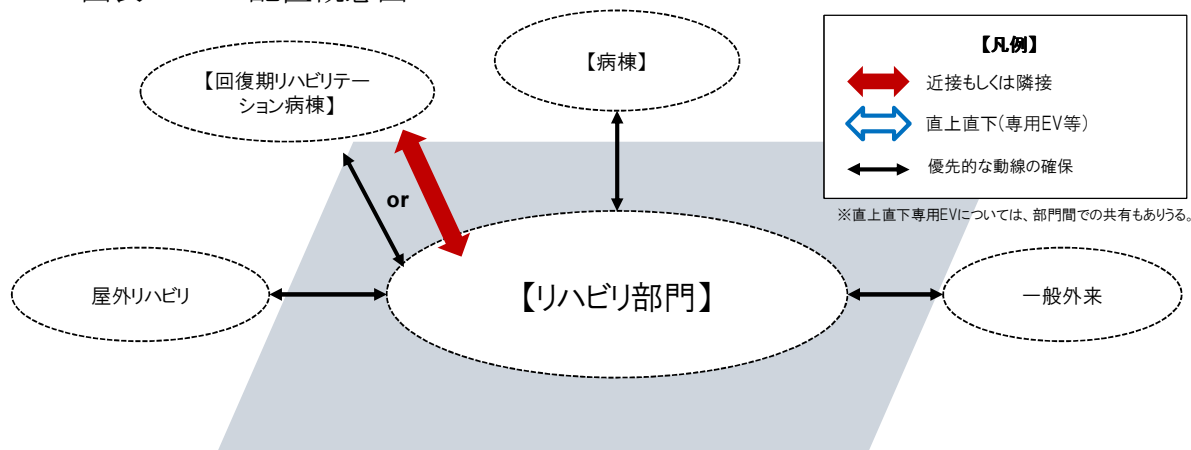 【凡例】
近接もしくは隣接
直上直下(専用EV等)
優先的な動線の確保
※直上直下専用EVについては、部門間での共有もありうる。
【回復期リハビリテー
ション病棟】
【病棟】
or
屋外リハビリ
【リハビリ部門】
一般外来